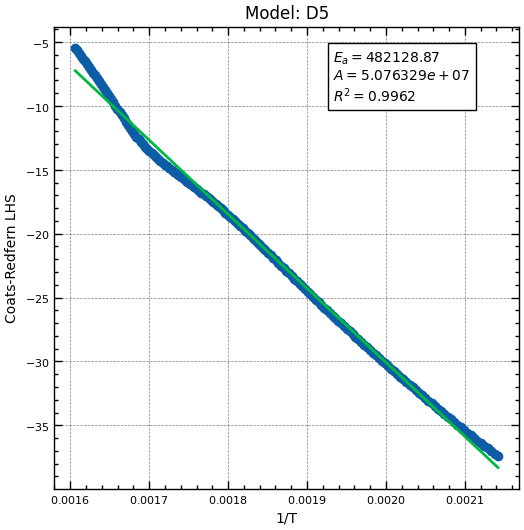 Model: D5
E_a = 482128.87
A = 5.076329e + 07
R² = 0.9962
Coats-Redfern LHS
−5
−10
−15
−20
−25
−30
−35
0.0016 0.0017 0.0018 0.0019 0.0020 0.0021
1/T